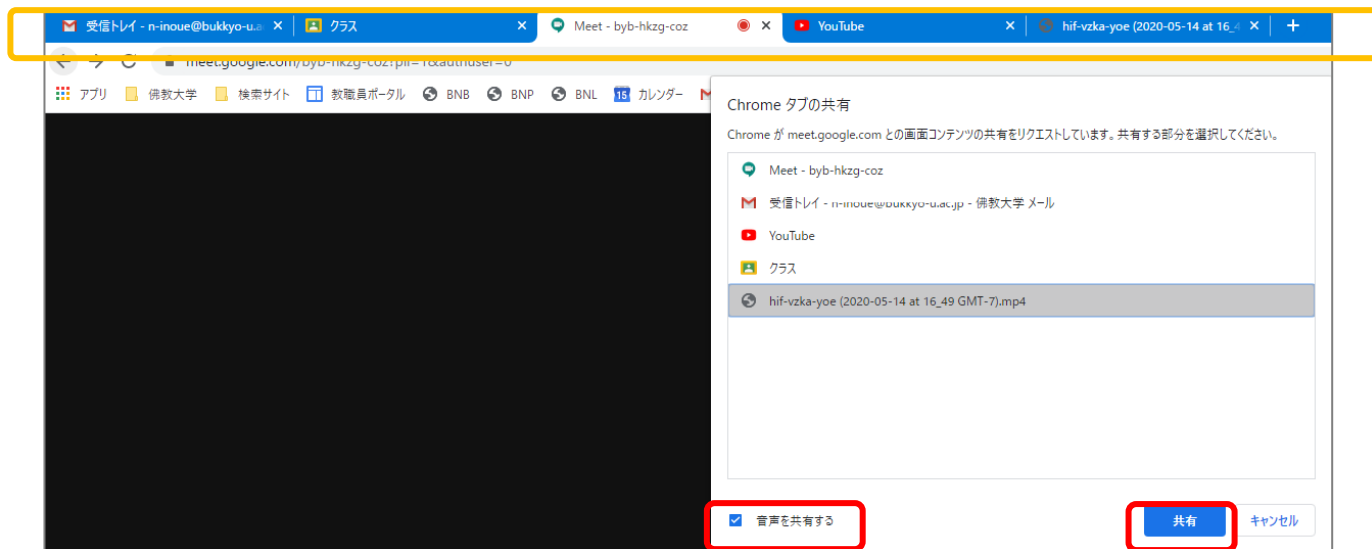 受信トレイ - n-inoue@bukkyo-u.a
クラス
Meet - byb-hkzg-coz
YouTube
hif-vzka-yoe (2020-05-14 at 16_4
meet.google.com/byb-hkzg-coz?pli=1&authuser=0
アプリ 佛教大学 検索サイト 教職員ポータル BNB BNP BNL 15 カレンダー
Chrome タブの共有
Chrome が meet.google.com との画面コンテンツの共有をリクエストしています。共有する部分を選択してください。
Meet - byb-hkzg-coz
受信トレイ - n-inoue@bukkyo-u.ac.jp - 佛教大学 メール
YouTube
クラス
hif-vzka-yoe (2020-05-14 at 16_49 GMT-7).mp4
音声を共有する
共有
キャンセル